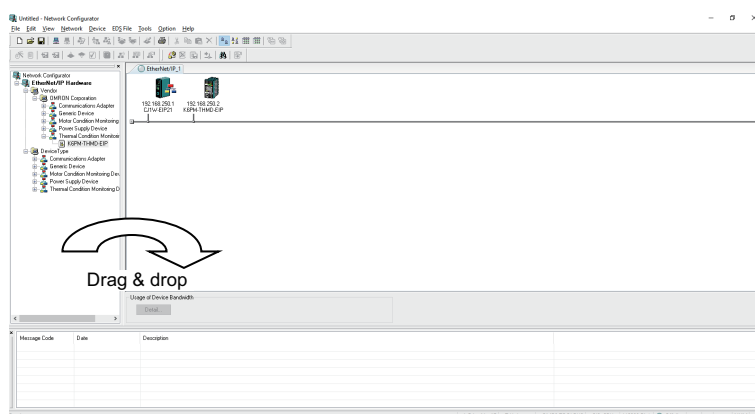 Untitled - Network Configurator
File Edit View Network Device EDS File Tools Option Help
Network Configurator
EtherNet/IP Hardware
Vendor
OMRON Corporation
Communications Adapter
Generic Device
Motor Condition Monitoring
Power Supply Device
Thermal Condition Monitorin
K6PM-THMD-EIP
DeviceType
Communications Adapter
Generic Device
Motor Condition Monitoring Dev
Power Supply Device
Thermal Condition Monitoring D
EtherNet/IP_1
192.168.250.1 192.168.250.2
CJ1W-EIP21 K6PM-THMD-EIP
Drag & drop
Usage of Device Bandwidth
Detail...
Message Code Date Description